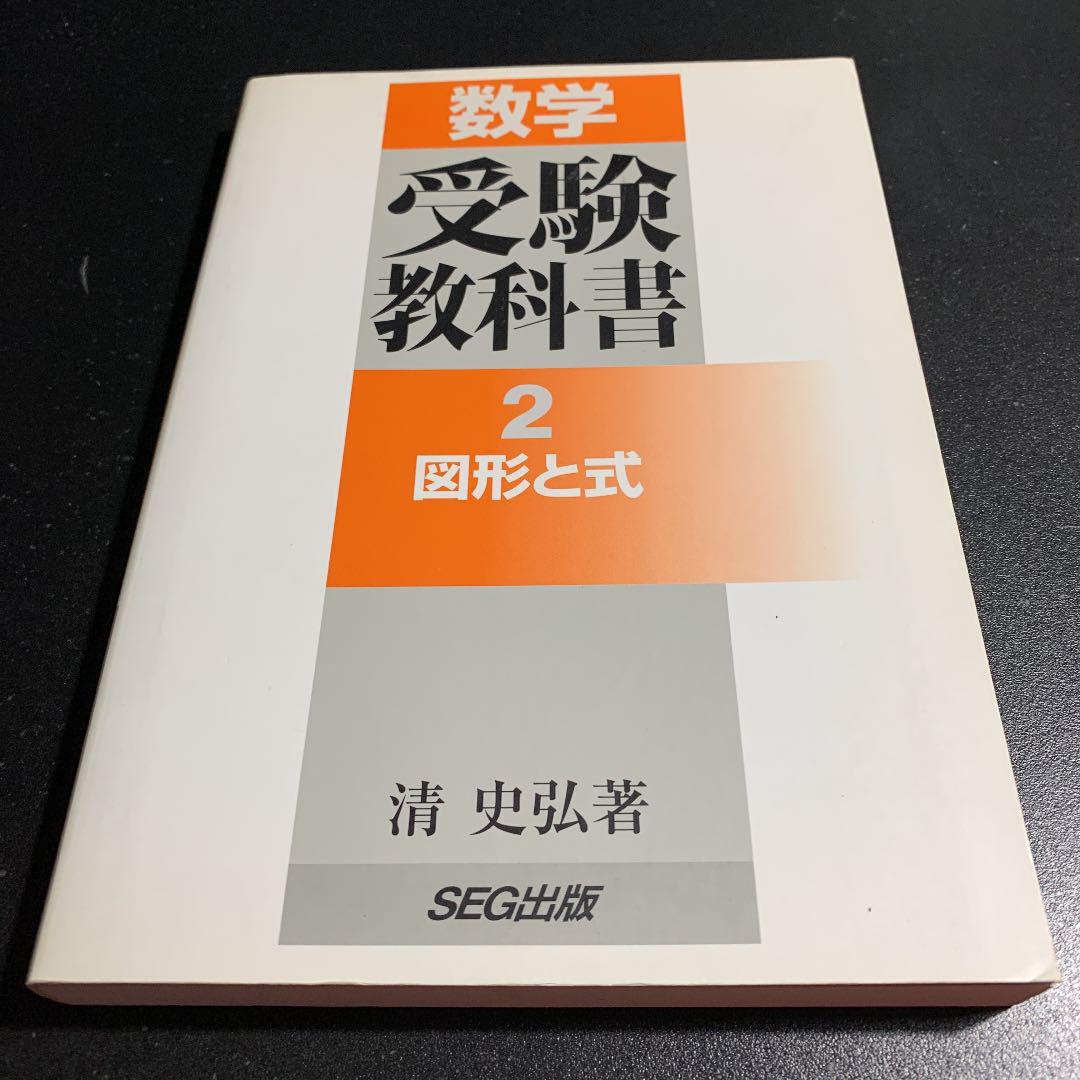 数学
受験
教科書
2
図形と式
清 史弘著
SEG出版